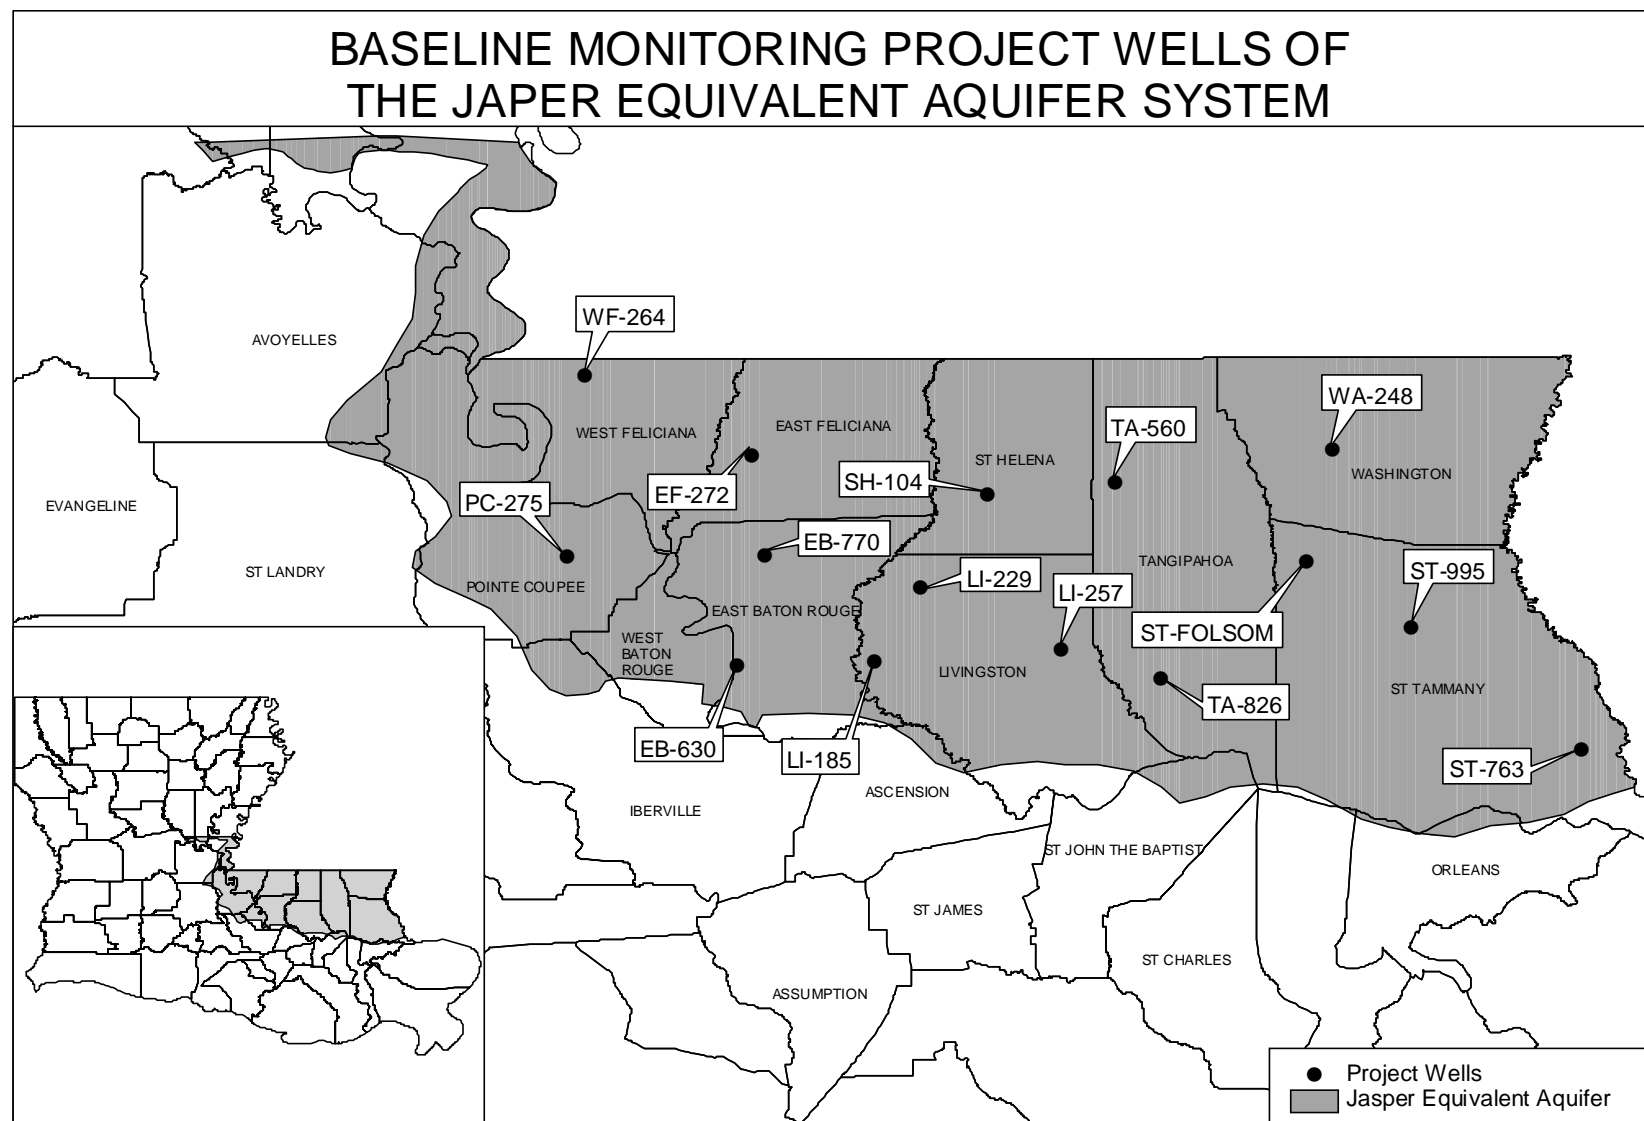 BASELINE MONITORING PROJECT WELLS OF
THE JAPER EQUIVALENT AQUIFER SYSTEM
WF-264
AVOYELLES
WA-248
TA-560
EAST FELICIANA
WEST FELICIANA
ST HELENA
WASHINGTON
SH-104
EF-272
PC-275
EVANGELINE
EB-770
TANGIPAHOA
ST-995
ST LANDRY
LI-229
POINTE COUPEE
LI-257
EAST BATON ROUGE
ST-FOLSOM
WEST
BATON
ROUGE
LIVINGSTON
ST TAMMANY
TA-826
EB-630
LI-185
ST-763
ASCENSION
IBERVILLE
ST JOHN THE BAPTIST
ORLEANS
ST JAMES
ST CHARLES
ASSUMPTION
Project Wells
Jasper Equivalent Aquifer